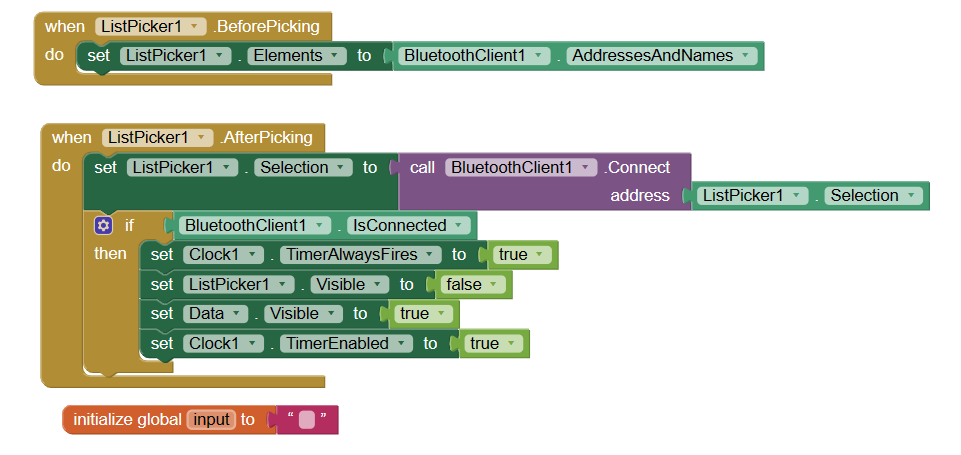 when ListPicker1 .BeforePicking
do set ListPicker1 . Elements to BluetoothClient1 . AddressesAndNames
when ListPicker1 .AfterPicking
do set ListPicker1 . Selection to call BluetoothClient1 .Connect
address ListPicker1 . Selection
if BluetoothClient1 . IsConnected
then set Clock1 . TimerAlwaysFires to true
set ListPicker1 . Visible to false
set Data . Visible to true
set Clock1 . TimerEnabled to true
initialize global input to “ ”